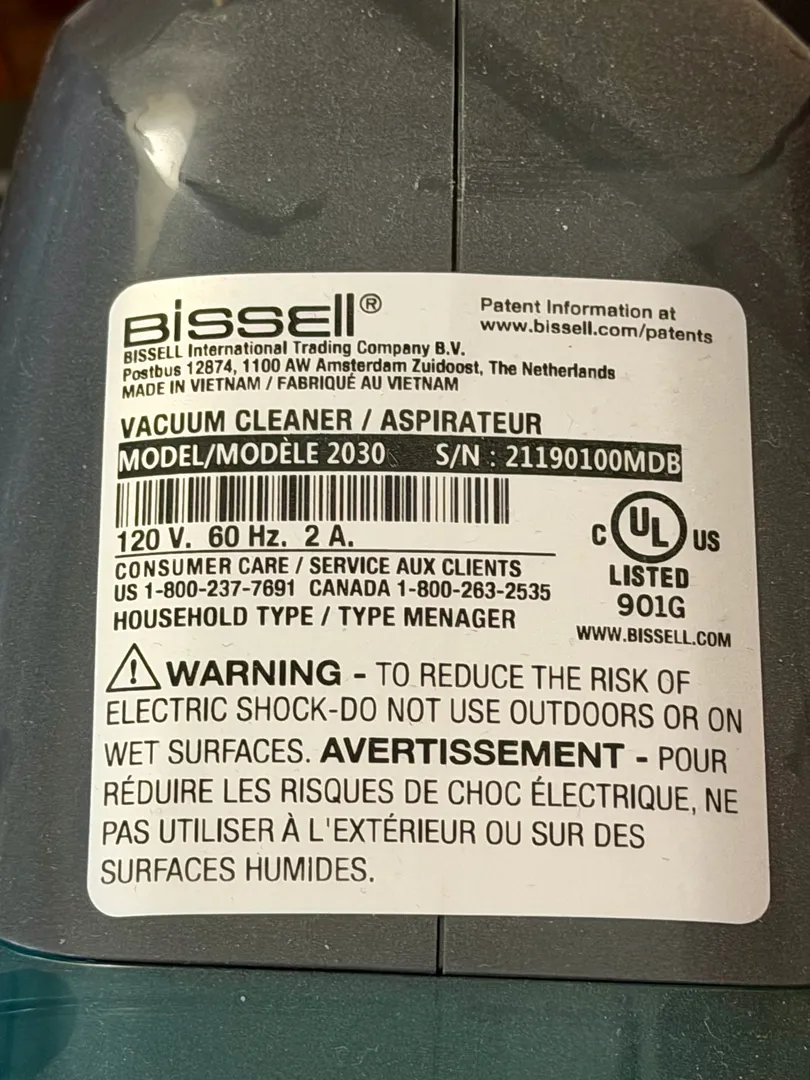 BISSELL®
Patent Information at
www.bissell.com/patents
BISSELL International Trading Company B.V.
Postbus 12874, 1100 AW Amsterdam Zuidoost, The Netherlands
MADE IN VIETNAM / FABRIQUÉ AU VIETNAM
VACUUM CLEANER / ASPIRATEUR
MODEL/MODÈLE 2030 S/N : 21190100MDB
120 V. 60 Hz. 2 A.
CONSUMER CARE / SERVICE AUX CLIENTS
US 1-800-237-7691 CANADA 1-800-263-2535
HOUSEHOLD TYPE / TYPE MENAGER
C UL US
LISTED
901G
WWW.BISSELL.COM
WARNING - TO REDUCE THE RISK OF
ELECTRIC SHOCK-DO NOT USE OUTDOORS OR ON
WET SURFACES. AVERTISSEMENT - POUR
RÉDUIRE LES RISQUES DE CHOC ÉLECTRIQUE, NE
PAS UTILISER À L'EXTÉRIEUR OU SUR DES
SURFACES HUMIDES.